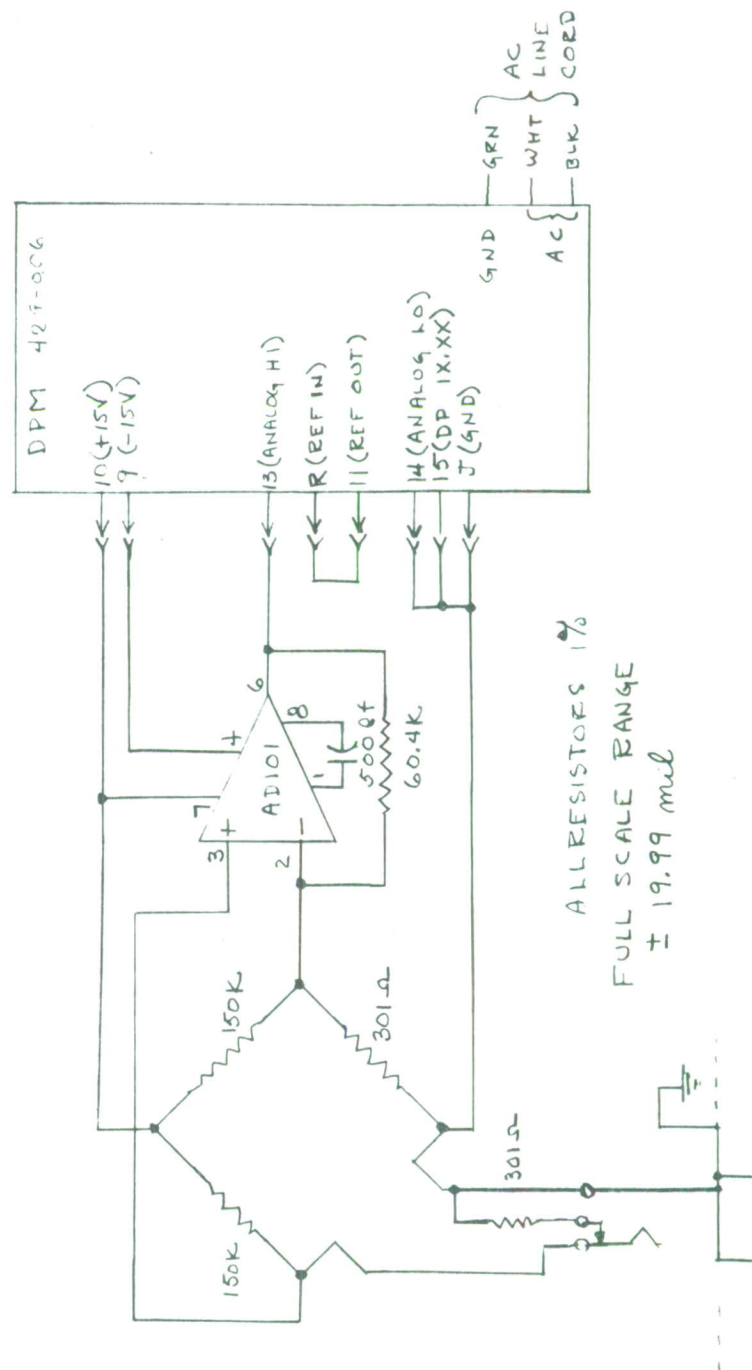 DPM
10(+15V)
9(-15V)
13(ANALOG HI)
R(REF IN)
11(REF OUT)
14(ANALOG LO)
15(DP 1X.XX)
J(GND)
GND
AC
GRN
WHT
BLK
AC
LINE
CORD
7
4
3
+
AD101
6
2
-
1
8
500pf
60.4K
150K
150K
301Ω
301Ω
ALL RESISTORS 1%
FULL SCALE RANGE
± 19.99 mil